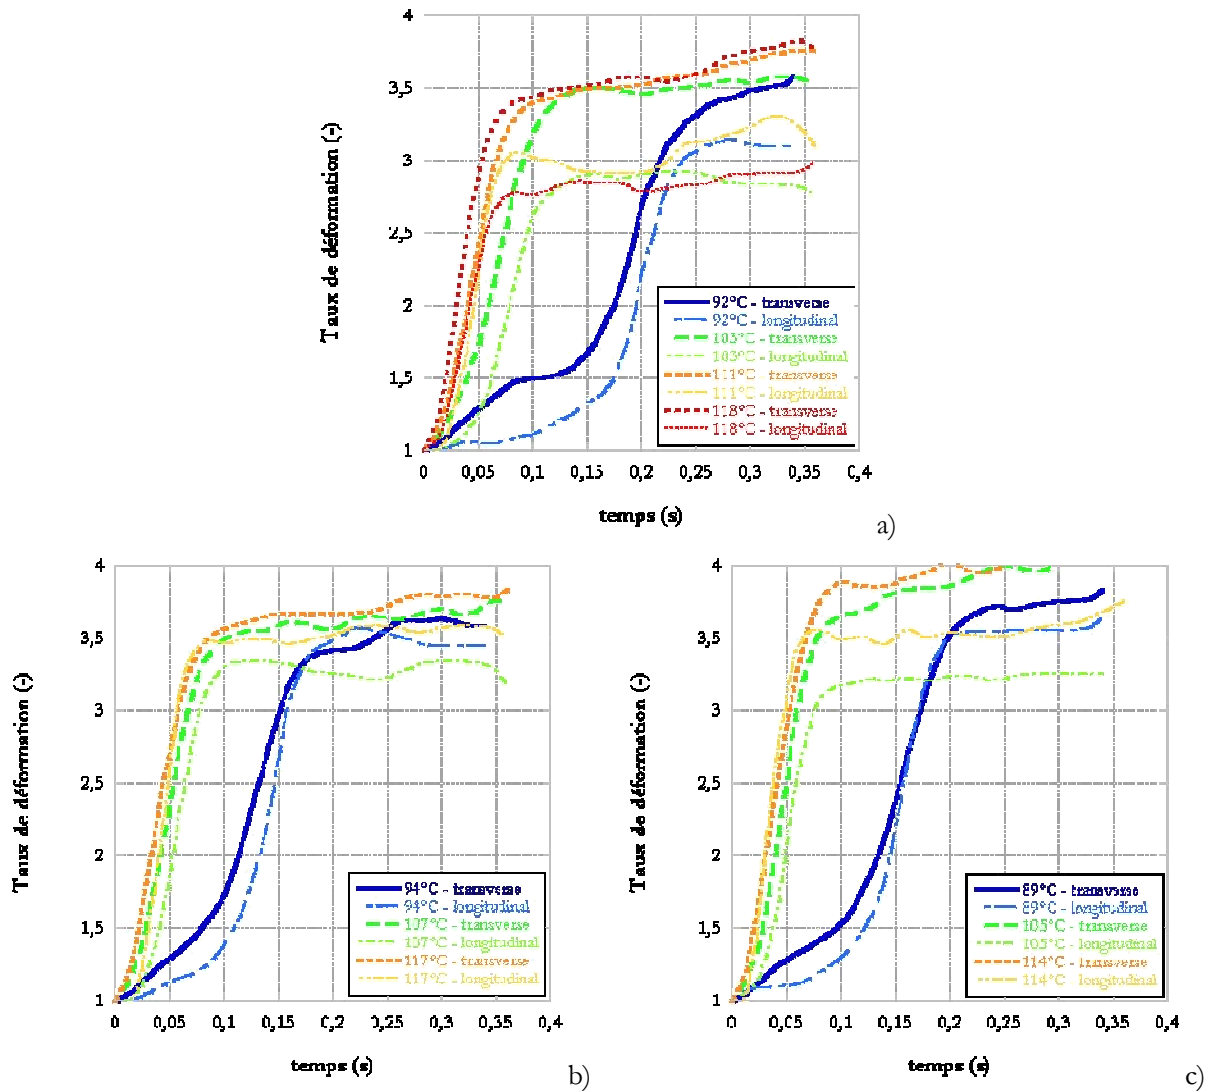 4
3,5
3
2,5
2
1,5
1
Taux de déformation (-)
92°C - transverse
92°C - longitudinal
103°C - transverse
103°C - longitudinal
111°C - transverse
111°C - longitudinal
118°C - transverse
118°C - longitudinal
0 0,05 0,1 0,15 0,2 0,25 0,3 0,35 0,4
temps (s)
a)
4
3,5
3
2,5
2
1,5
1
Taux de déformation (-)
94°C - transverse
94°C - longitudinal
107°C - transverse
107°C - longitudinal
117°C - transverse
117°C - longitudinal
0 0,05 0,1 0,15 0,2 0,25 0,3 0,35 0,4
temps (s)
b)
4
3,5
3
2,5
2
1,5
1
Taux de déformation (-)
89°C - transverse
89°C - longitudinal
105°C - transverse
105°C - longitudinal
114°C - transverse
114°C - longitudinal
0 0,05 0,1 0,15 0,2 0,25 0,3 0,35 0,4
temps (s)
c)